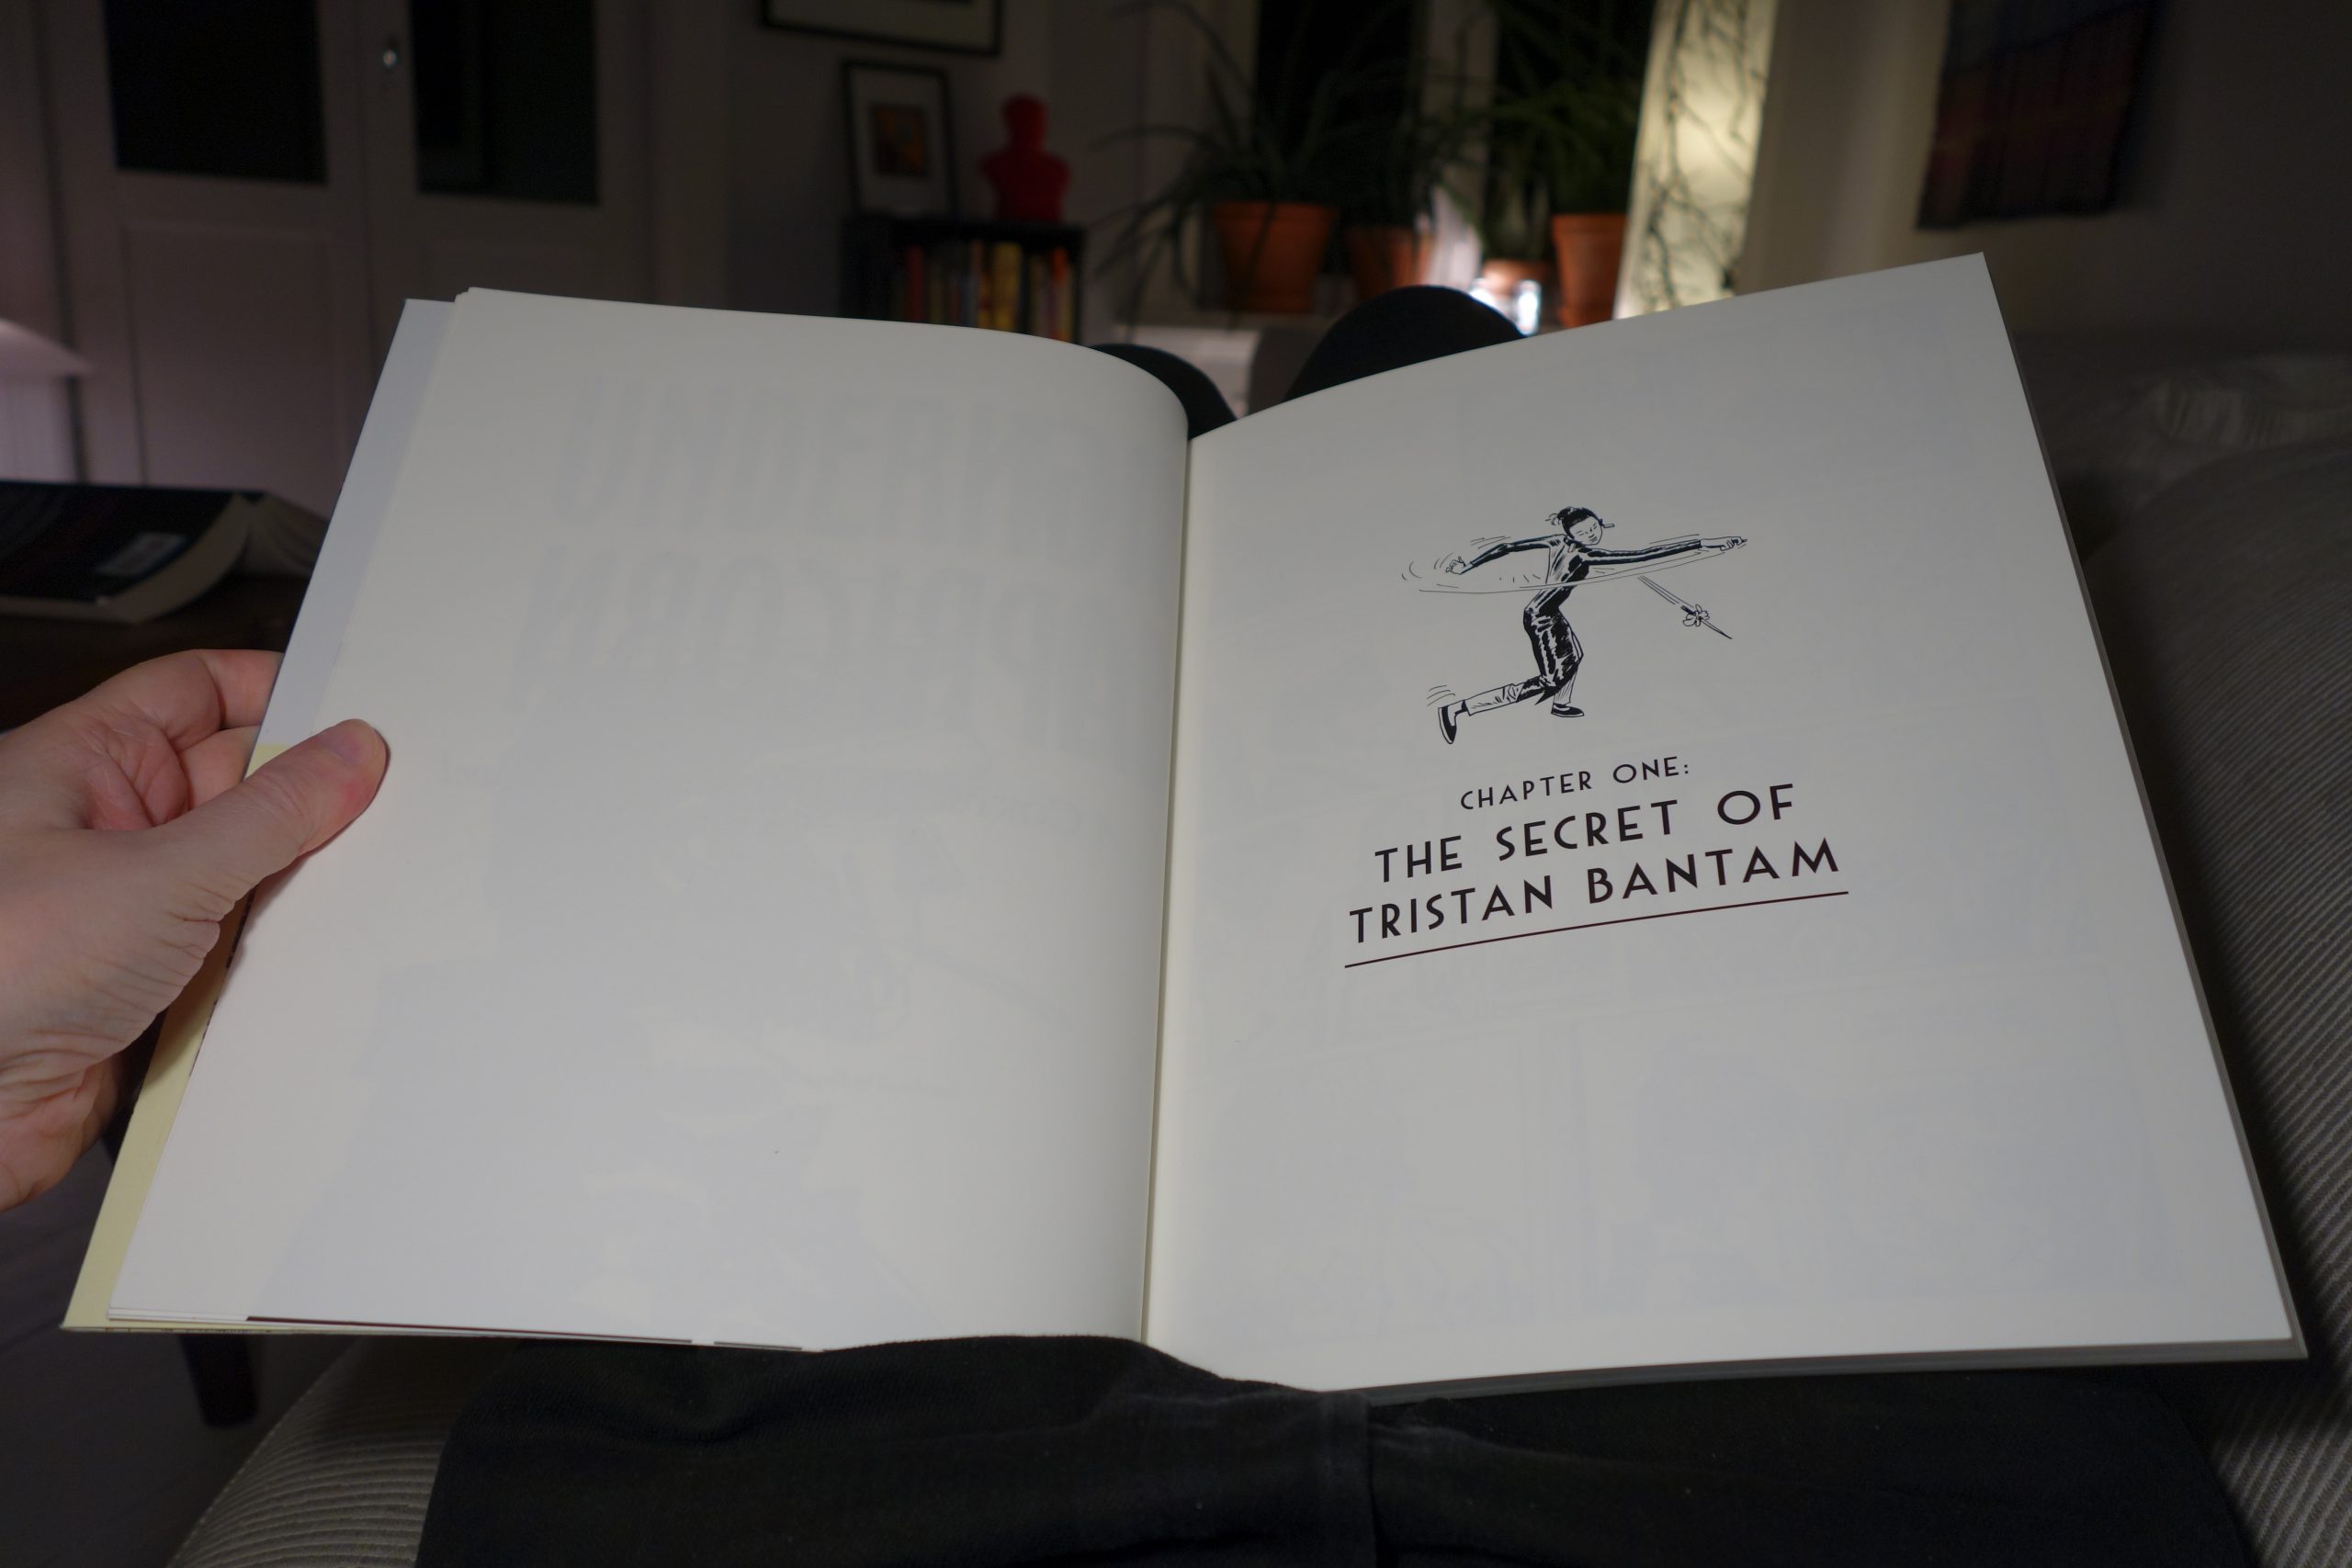 CHAPTER ONE:
THE SECRET OF
TRISTAN BANTAM